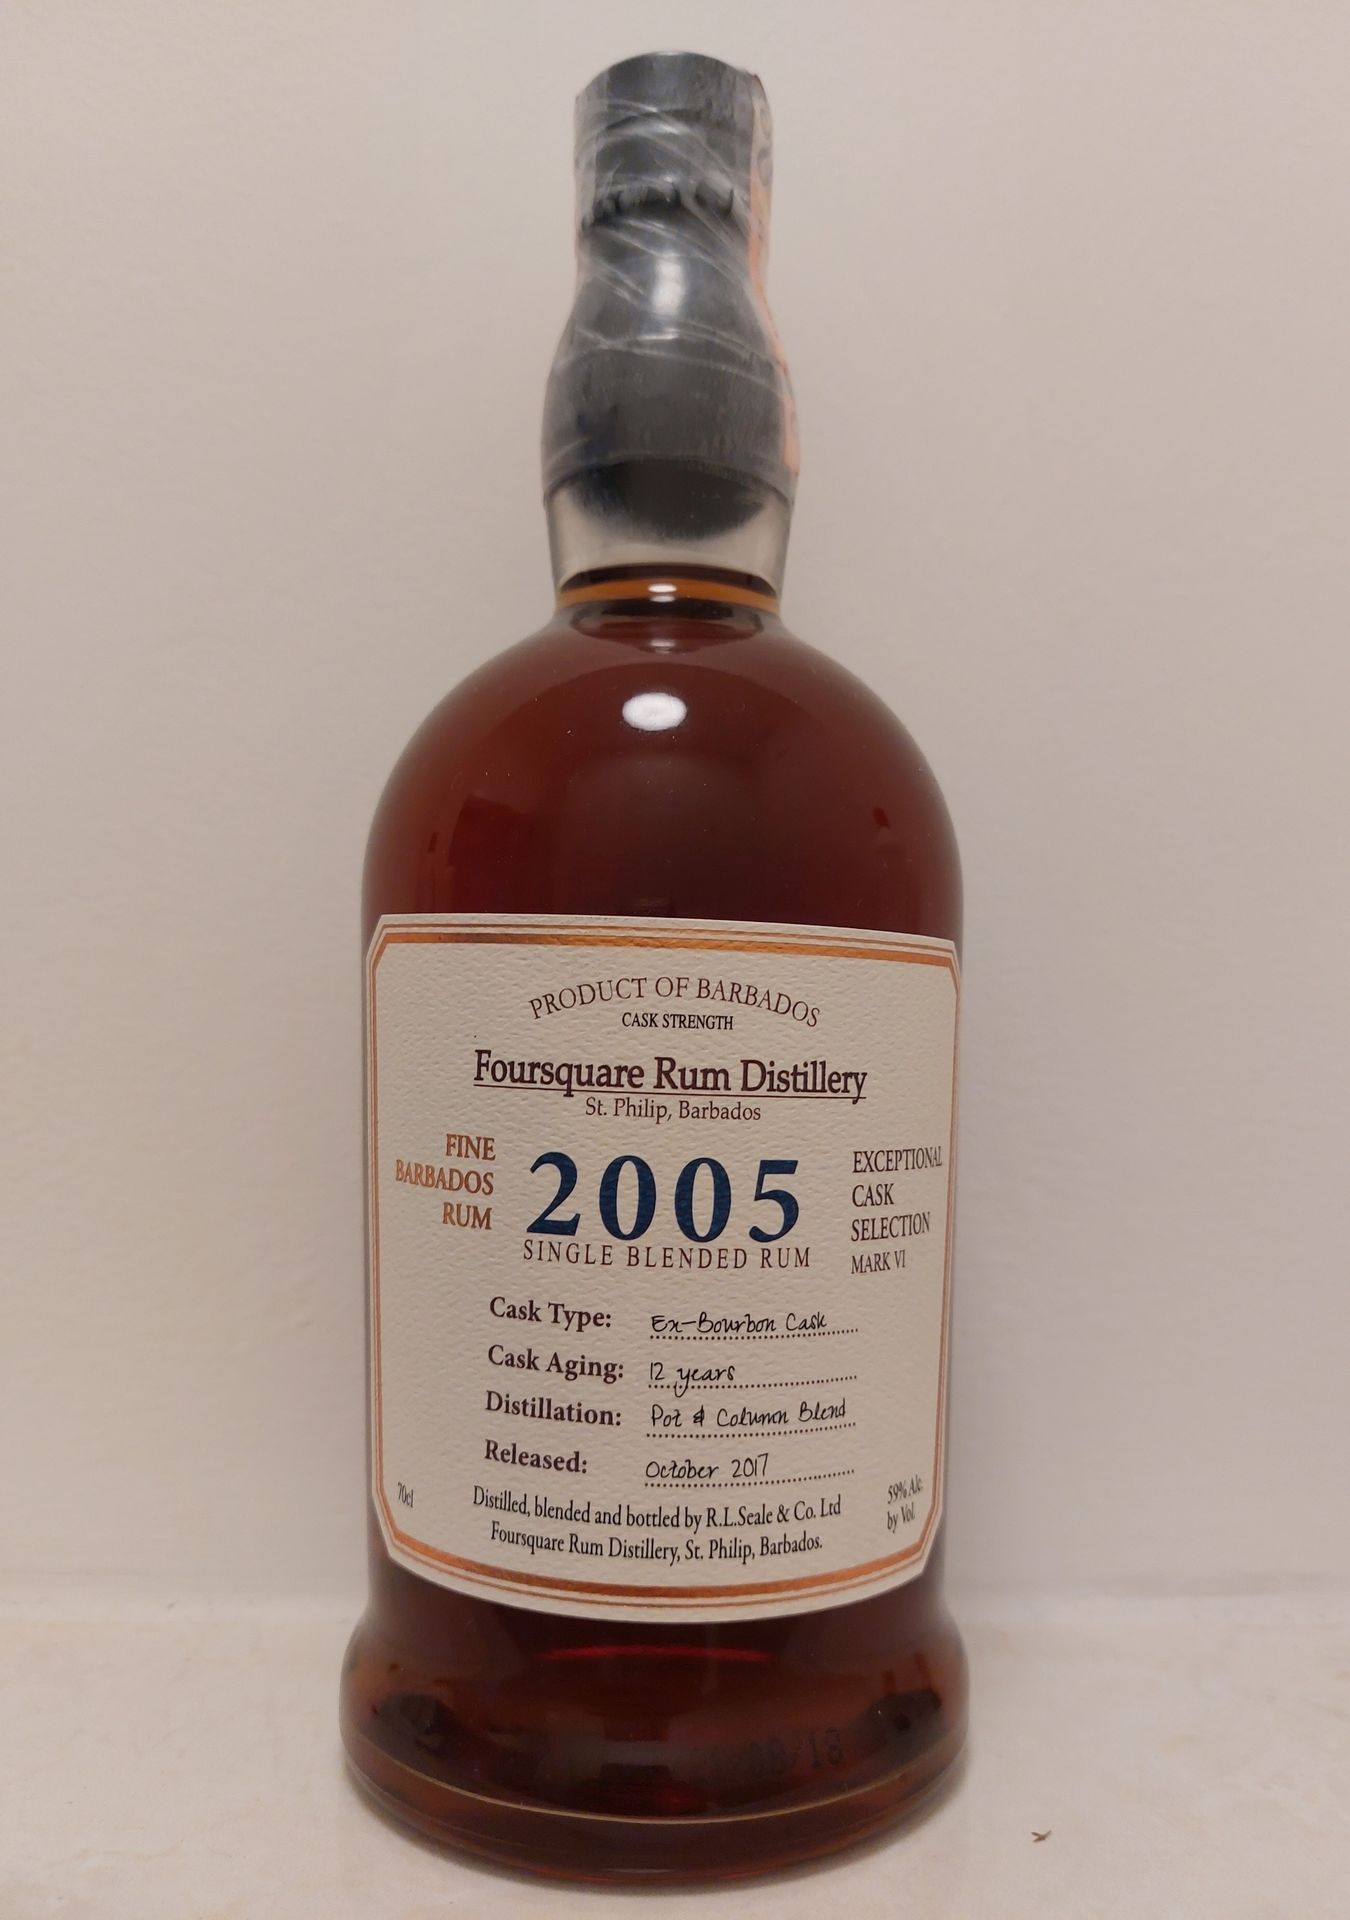 PRODUCT OF BARBADOS
CASK STRENGTH
Foursquare Rum Distillery
St. Philip, Barbados
FINE
BARBADOS
RUM
2005
SINGLE BLENDED RUM
EXCEPTIONAL
CASK
SELECTION
MARK VI
Cask Type: Ex-Bourbon Cask
Cask Aging: 12 years
Distillation: Pot & Column Blend
Released: October 2017
70cl
Distilled, blended and bottled by R.L.Seale & Co. Ltd
Foursquare Rum Distillery, St. Philip, Barbados.
59% Alc.
by Vol.